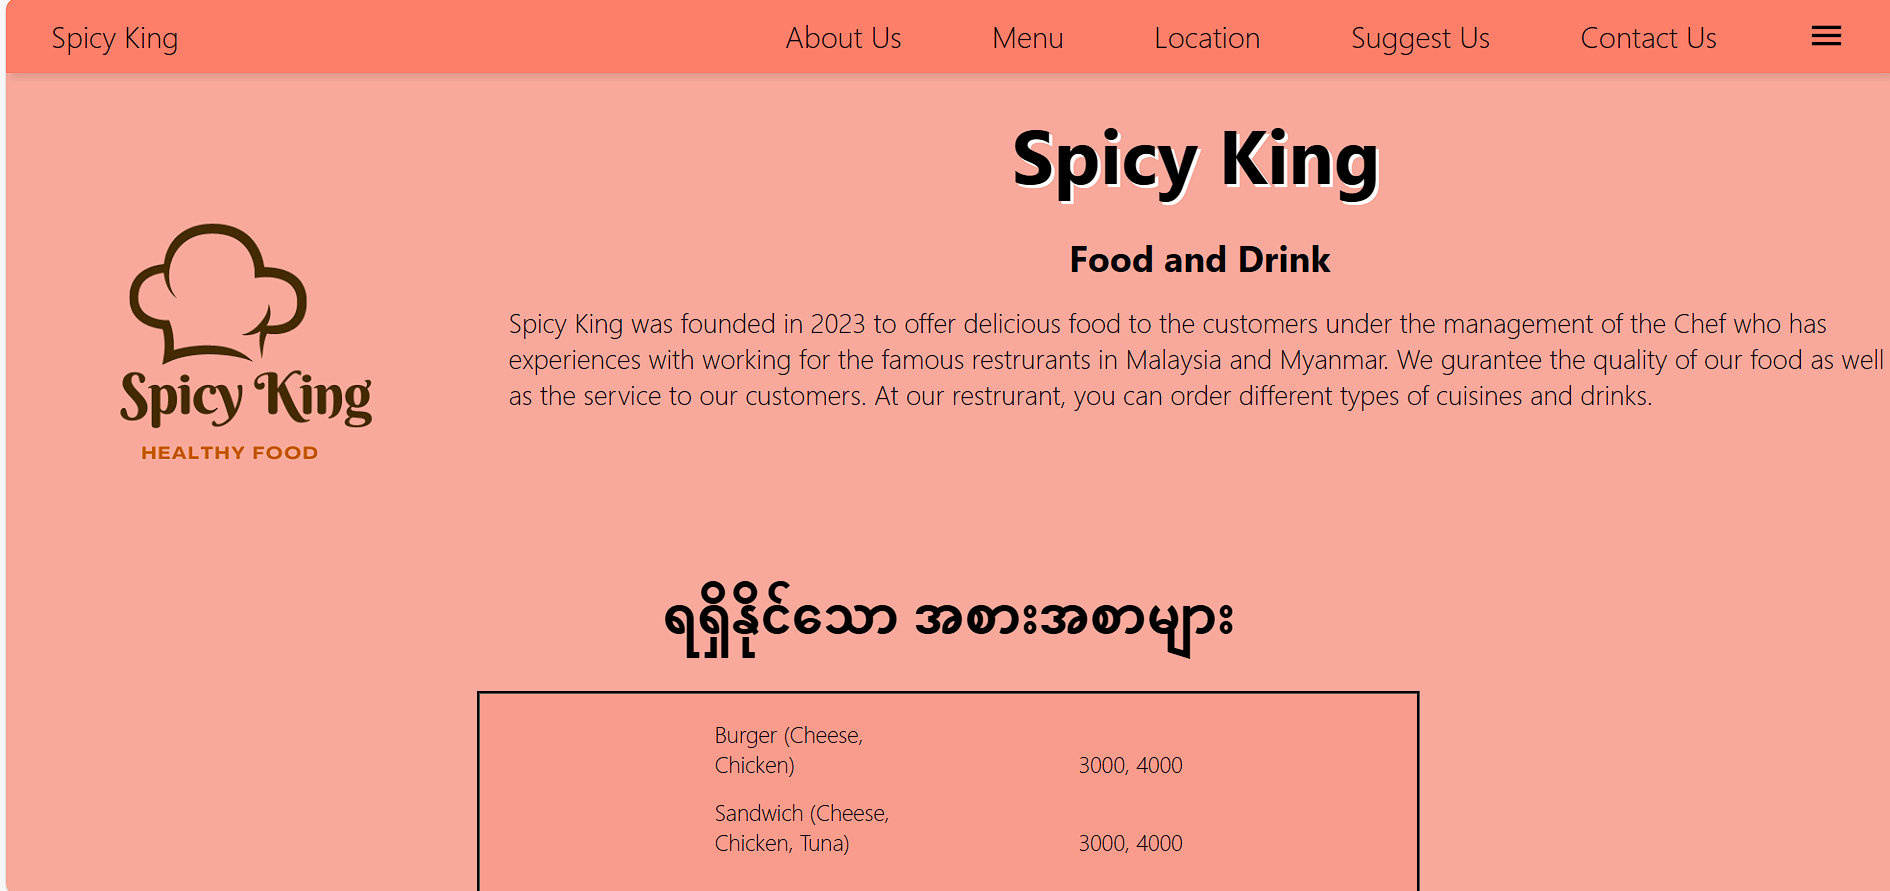 Spicy King
About Us
Menu
Location
Suggest Us
Contact Us
Spicy King
Food and Drink
Spicy King was founded in 2023 to offer delicious food to the customers under the management of the Chef who has
experiences with working for the famous restrurants in Malaysia and Myanmar. We gurantee the quality of our food as well
as the service to our customers. At our restrurant, you can order different types of cuisines and drinks.
Spicy King
HEALTHY FOOD
ရရှိနိုင်သော အစားအစာများ
Burger (Cheese,
Chicken) 3000, 4000
Sandwich (Cheese,
Chicken, Tuna) 3000, 4000